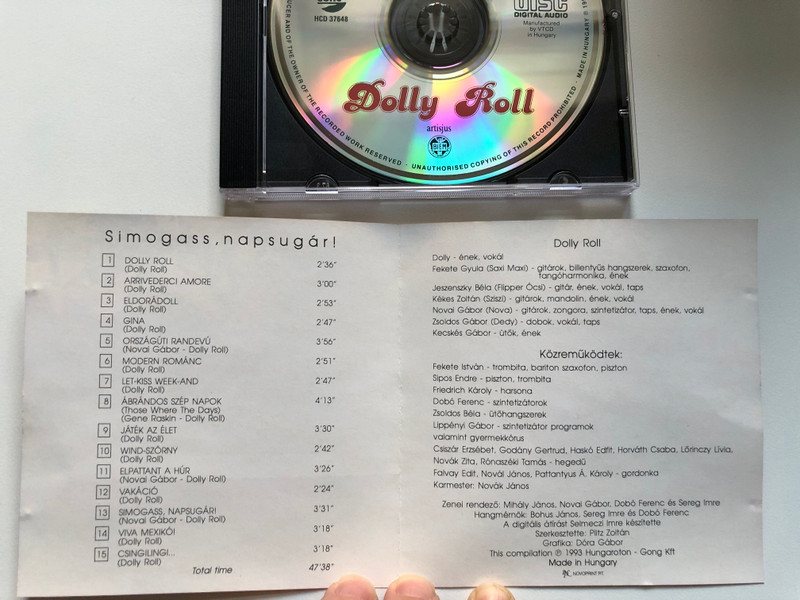 HCD 37648
DISC
DIGITAL AUDIO
Manufactured
by VTCD
in Hungary
AND OF THE OWNER OF THE RECORDED WORK RESERVED · UNAUTHORISED COPYING OF THIS RECORD PROHIBITED · MADE IN HUNGARY
Dolly Roll
artisjus
BIEM
Simogass, napsugár!
1 DOLLY ROLL 2'36"
(Dolly Roll)
2 ARRIVEDERCI AMORE 3'00"
(Dolly Roll)
3 ELDORÁDOLL 2'53"
(Dolly Roll)
4 GINA 2'47"
(Dolly Roll)
5 ORSZÁGÚTI RANDEVÚ 3'56"
(Novai Gábor - Dolly Roll)
6 MODERN ROMÁNC 2'51"
(Dolly Roll)
7 LET-KISS WEEK-AND 2'47"
(Dolly Roll)
8 ÁBRÁNDOS SZÉP NAPOK 4'13"
(Those Where The Days)
(Gene Raskin - Dolly Roll)
9 JÁTÉK AZ ÉLET 3'30"
(Dolly Roll)
10 WIND-SZÖRNY 2'42"
(Dolly Roll)
11 ELPATTANT A HÚR 3'26"
(Novai Gábor - Dolly Roll)
12 VAKÁCIÓ 2'24"
(Dolly Roll)
13 SIMOGASS, NAPSUGÁR! 3'31"
(Novai Gábor - Dolly Roll)
14 VIVA MEXIKÓ! 3'18"
(Dolly Roll)
15 CSINGILINGI... 3'18"
(Dolly Roll)
Total time 47'38"
Dolly Roll
Dolly - ének, vokál
Fekete Gyula (Saxi Maxi) - gitárok, billentyűs hangszerek, szaxofon,
tangóharmonika, ének
Jeszenszky Béla (Flipper Öcsi) - gitár, ének, vokál, taps
Kékes Zoltán (Sziszi) - gitárok, mandolin, ének, vokál
Novai Gábor (Nova) - gitárok, zongora, szintetizátor, taps, ének, vokál
Zsoldos Gábor (Dedy) - dobok, vokál, taps
Kecskés Gábor - ütők, ének
Közreműködtek:
Fekete István - trombita, bariton szaxofon, piszton
Sipos Endre - piszton, trombita
Friedrich Károly - harsona
Dobó Ferenc - szintetizátorok
Zsoldos Béla - ütőhangszerek
Lippényi Gábor - szintetizátor programok
valamint gyermekkórus
Csiszár Erzsébet, Godány Gertrud, Haskó Edfit, Horváth Csaba, Lőrinczy Lívia,
Novák Zita, Rónaszéki Tamás - hegedű
Falvay Edit, Novál János, Pattantyus Á. Károly - gordonka
Karmester: Novák János
Zenei rendező: Mihály János, Novai Gábor, Dobó Ferenc és Sereg Imre
Hangmérnök: Bohus János, Sereg Imre és Dobó Ferenc
A digitális átírást Selmeczi Imre készítette
Szerkesztette: Plitz Zoltán
Grafika: Dóra Gábor
This compilation ℗ 1993 Hungaroton - Gong Kft
Made in Hungary
NOVOPRINT RT.